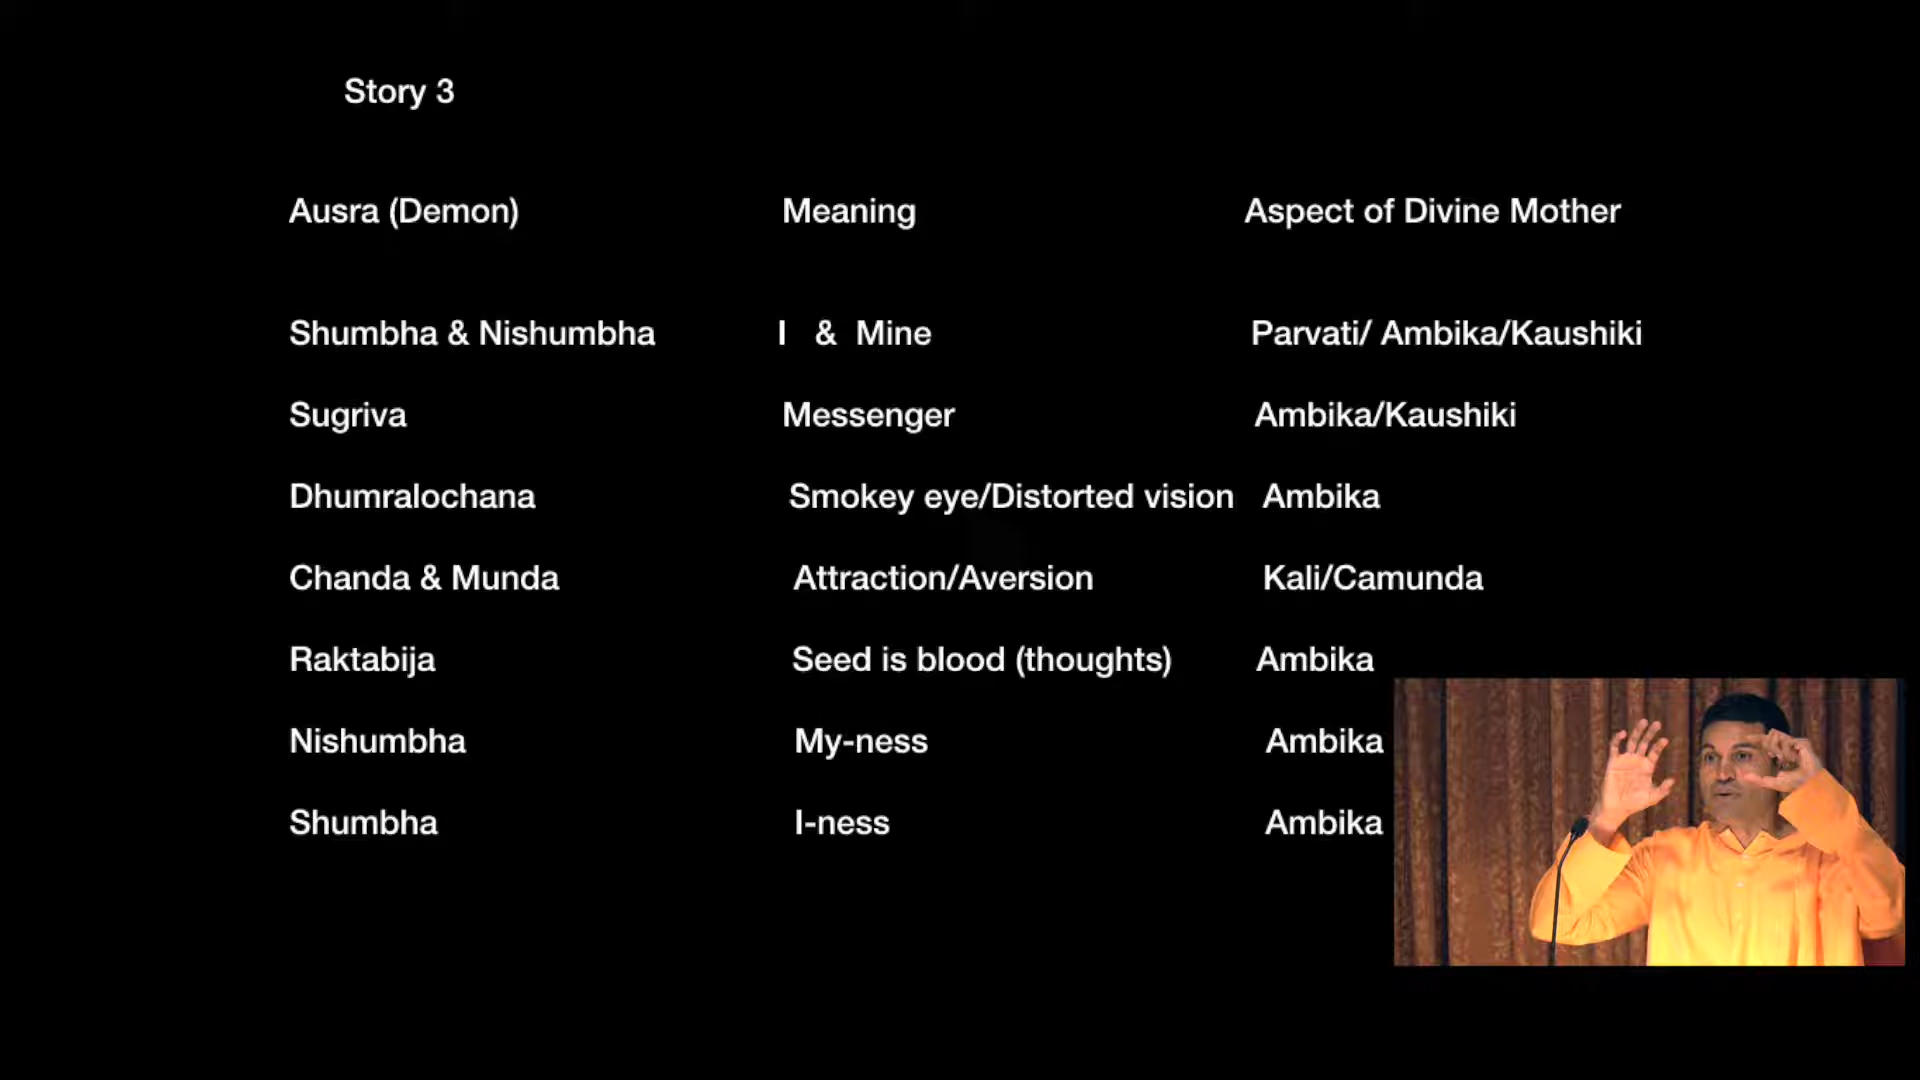 Story 3
Ausra (Demon) Meaning Aspect of Divine Mother
Shumbha & Nishumbha I & Mine Parvati/ Ambika/Kaushiki
Sugriva Messenger Ambika/Kaushiki
Dhumralochana Smokey eye/Distorted vision Ambika
Chanda & Munda Attraction/Aversion Kali/Camunda
Raktabija Seed is blood (thoughts) Ambika
Nishumbha My-ness Ambika
Shumbha I-ness Ambika